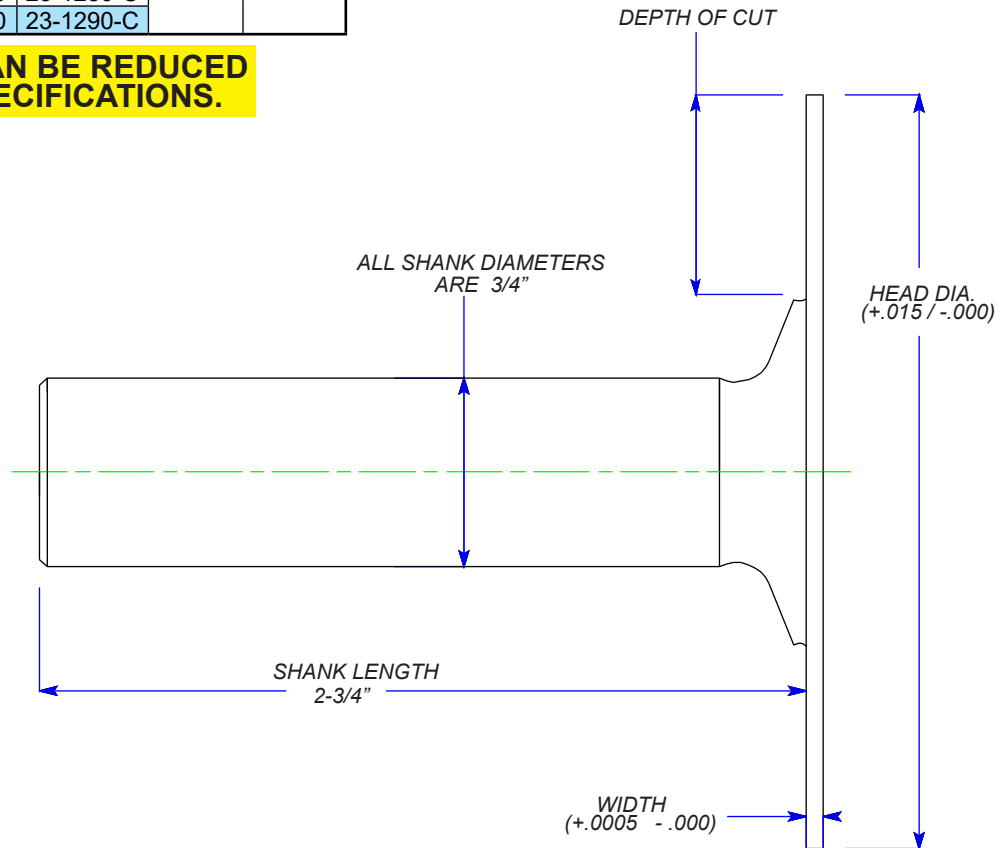 23-1290-C
AN BE REDUCED
ECIFICATIONS.
DEPTH OF CUT
ALL SHANK DIAMETERS
ARE 3/4”
HEAD DIA.
(+.015 / -.000)
SHANK LENGTH
2-3/4”
WIDTH
(+.0005 - .000)